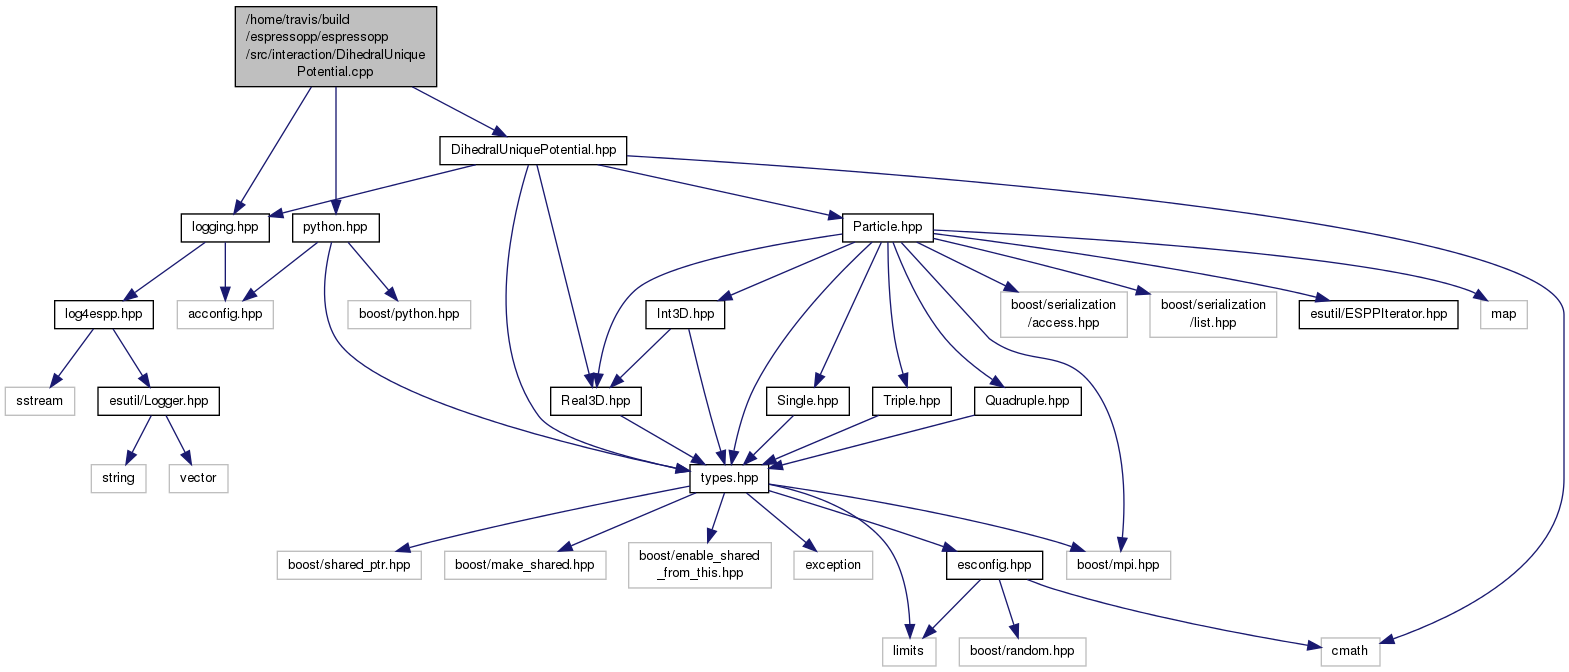 /home/travis/build
/espressopp/espressopp
/src/interaction/DihedralUnique
Potential.cpp
DihedralUniquePotential.hpp
logging.hpp
python.hpp
Particle.hpp
log4espp.hpp
acconfig.hpp
boost/python.hpp
Int3D.hpp
boost/serialization
/access.hpp
boost/serialization
/list.hpp
esutil/ESPPIterator.hpp
map
sstream
esutil/Logger.hpp
Real3D.hpp
Single.hpp
Triple.hpp
Quadruple.hpp
string
vector
types.hpp
boost/shared_ptr.hpp
boost/make_shared.hpp
boost/enable_shared
_from_this.hpp
exception
esconfig.hpp
boost/mpi.hpp
limits
boost/random.hpp
cmath